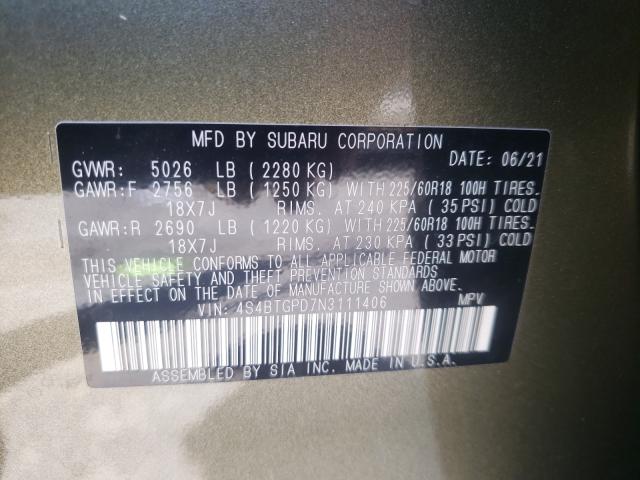 MFD BY SUBARU CORPORATION
DATE: 06/21
GVWR: 5026 LB (2280 KG)
GAWR:F 2756 LB (1250 KG) WITH 225/60R18 100H TIRES.
18X7J RIMS. AT 240 KPA (35 PSI) COLD
GAWR:R 2690 LB (1220 KG) WITH 225/60R18 100H TIRES.
18X7J RIMS. AT 230 KPA (33 PSI) COLD
THIS VEHICLE CONFORMS TO ALL APPLICABLE FEDERAL MOTOR
VEHICLE SAFETY AND THEFT PREVENTION STANDARDS
IN EFFECT ON THE DATE OF MANUFACTURE SHOWN ABOVE.
VIN: 4S4BTGPD7N3111406 MPV
ASSEMBLED BY SIA INC. MADE IN U.S.A.